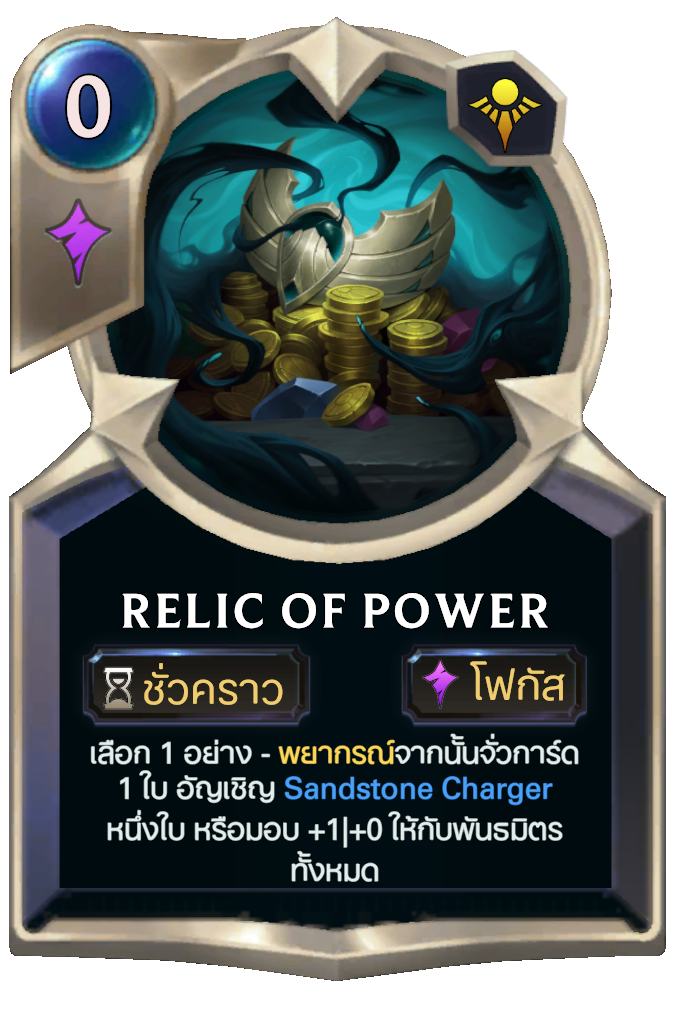 0
RELIC OF POWER
ชั่วคราว
โฟกัส
เลือก 1 อย่าง - พยากรณ์จากนั้นจั่วการ์ด
1 ใบ อัญเชิญ Sandstone Charger
หนึ่งใบ หรือมอบ +1|+0 ให้กับพันธมิตร
ทั้งหมด